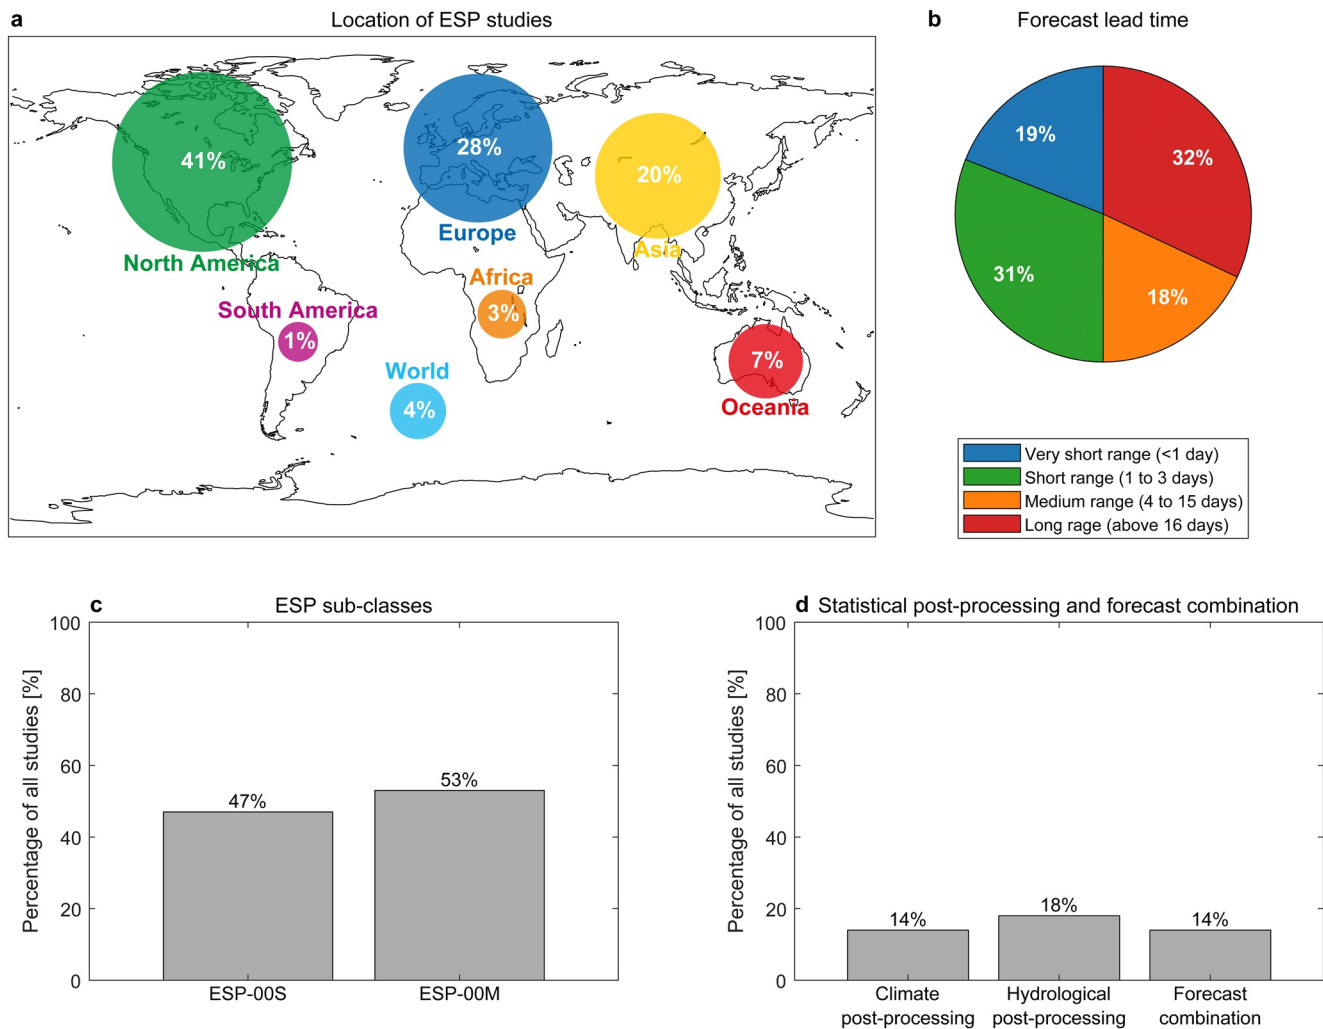 a
Location of ESP studies
41%
North America
28%
Europe
20%
Asia
Africa
3%
South America
1%
World
4%
7%
Oceania
b
Forecast lead time
19%
32%
31%
18%
Very short range (<1 day)
Short range (1 to 3 days)
Medium range (4 to 15 days)
Long rage (above 16 days)
c
ESP sub-classes
Percentage of all studies [%]
100
80
60
40
20
0
47%
53%
ESP-00S
ESP-00M
d
Statistical post-processing and forecast combination
Percentage of all studies [%]
100
80
60
40
20
0
14%
18%
14%
Climate
post-processing
Hydrological
post-processing
Forecast
combination